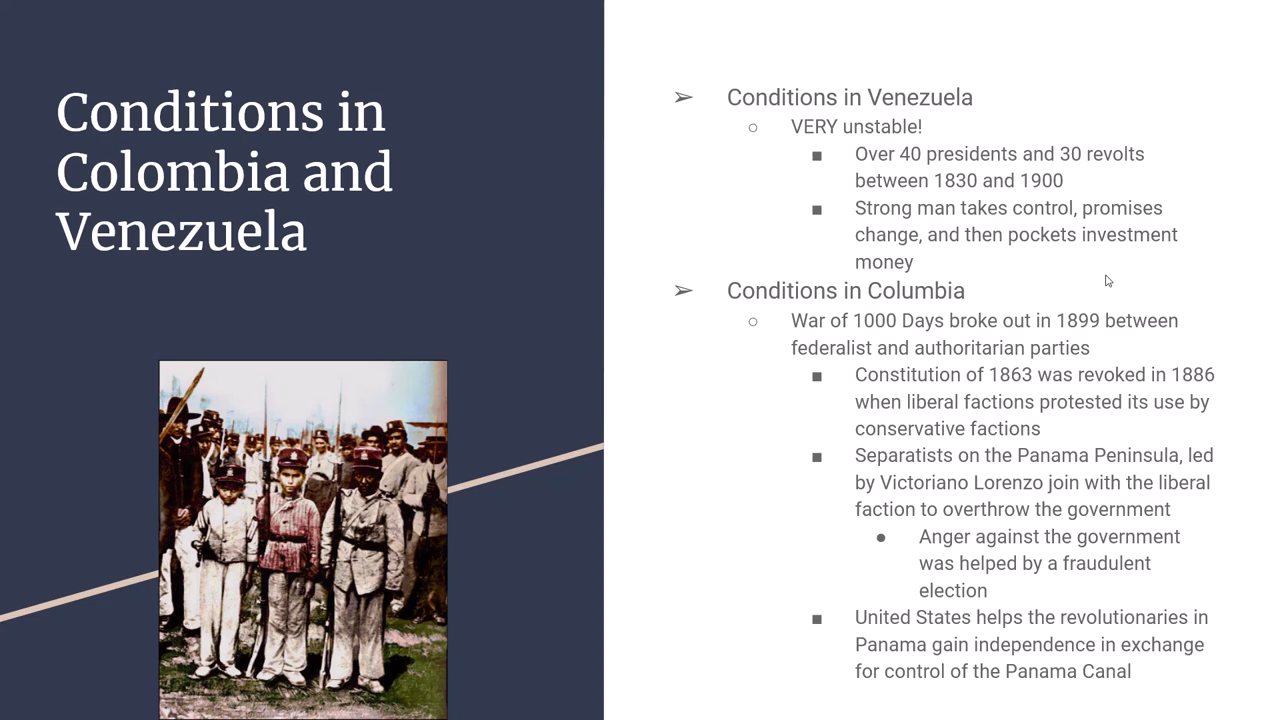 Conditions in
Colombia and
Venezuela
➢ Conditions in Venezuela
○ VERY unstable!
■ Over 40 presidents and 30 revolts
between 1830 and 1900
■ Strong man takes control, promises
change, and then pockets investment
money
➢ Conditions in Columbia
○ War of 1000 Days broke out in 1899 between
federalist and authoritarian parties
■ Constitution of 1863 was revoked in 1886
when liberal factions protested its use by
conservative factions
■ Separatists on the Panama Peninsula, led
by Victoriano Lorenzo join with the liberal
faction to overthrow the government
● Anger against the government
was helped by a fraudulent
election
■ United States helps the revolutionaries in
Panama gain independence in exchange
for control of the Panama Canal